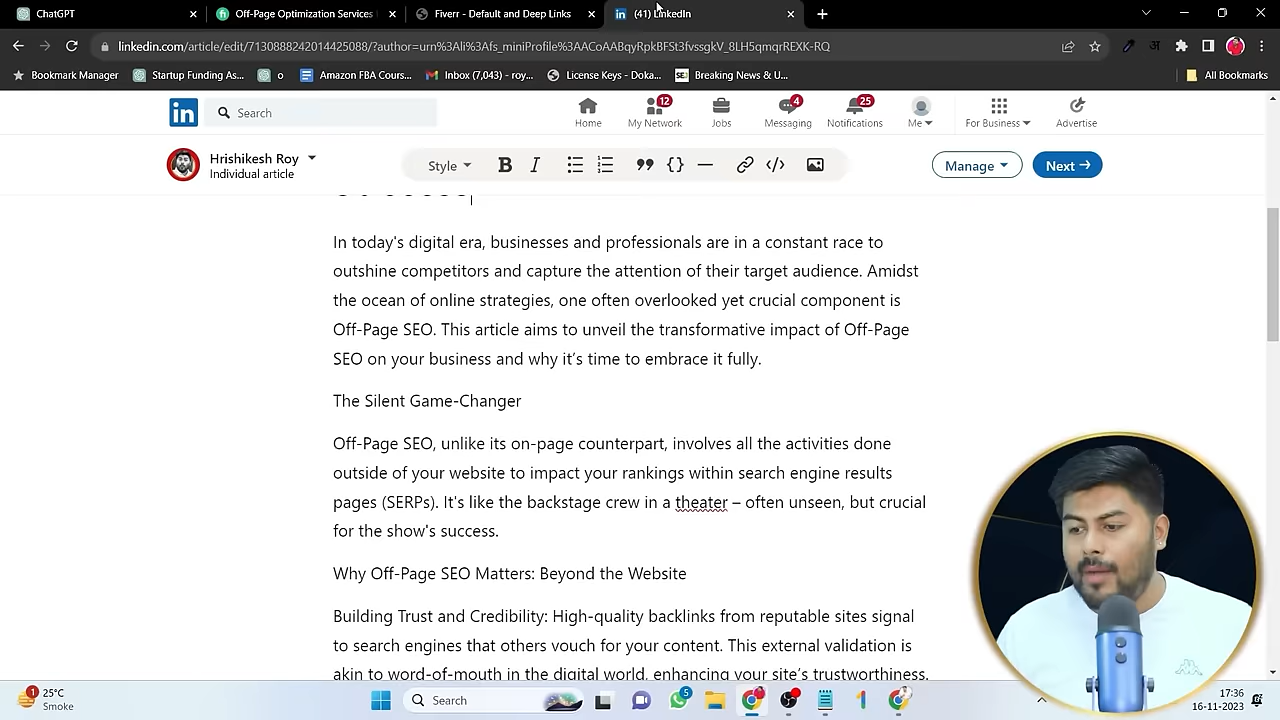 ChatGPT
Off-Page Optimization Services
Fiverr - Default and Deep Links
(41) LinkedIn
linkedin.com/article/edit/7130888242014425088/?author=urn%3Ali%3Afs_miniProfile%3AACoAABqyRpkBFSt3fvssgkV_8LH5qmqrREXK-RQ
Bookmark Manager
Startup Funding As...
o
Amazon FBA Cours...
Inbox (7,043) - roy...
License Keys - Doka...
Breaking News & U...
All Bookmarks
in
Search
12
4
25
Home
My Network
Jobs
Messaging
Notifications
Me
For Business
Advertise
Hrishikesh Roy
Individual article
Style
B
I
Manage
Next
In today's digital era, businesses and professionals are in a constant race to
outshine competitors and capture the attention of their target audience. Amidst
the ocean of online strategies, one often overlooked yet crucial component is
Off-Page SEO. This article aims to unveil the transformative impact of Off-Page
SEO on your business and why it's time to embrace it fully.
The Silent Game-Changer
Off-Page SEO, unlike its on-page counterpart, involves all the activities done
outside of your website to impact your rankings within search engine results
pages (SERPs). It's like the backstage crew in a theater – often unseen, but crucial
for the show's success.
Why Off-Page SEO Matters: Beyond the Website
Building Trust and Credibility: High-quality backlinks from reputable sites signal
to search engines that others vouch for your content. This external validation is
akin to word-of-mouth in the digital world, enhancing your site's trustworthiness.
1
25°C
Smoke
Search
5
17:36
16-11-2023